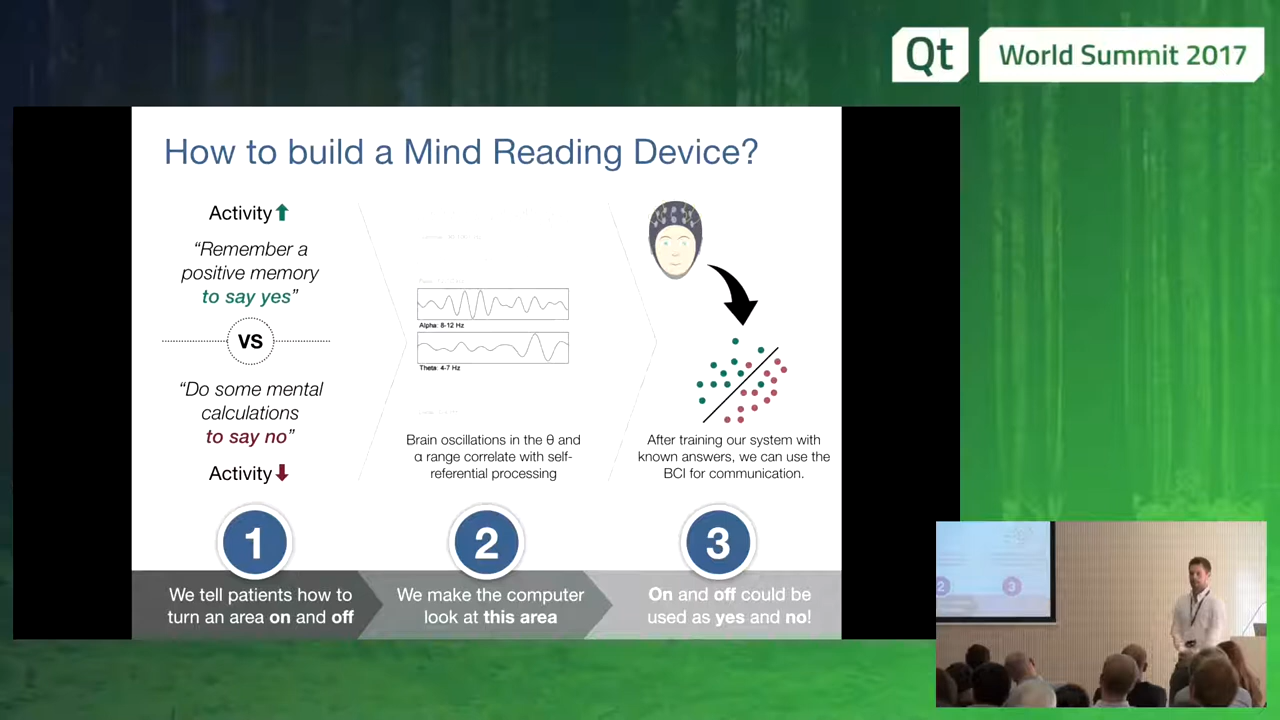 Qt World Summit 2017
How to build a Mind Reading Device?
Activity
“Remember a
positive memory
to say yes”
VS
“Do some mental
calculations
to say no”
Activity
Alpha: 8-12 Hz
Theta: 4-7 Hz
Brain oscillations in the θ and
α range correlate with self-
referential processing
After training our system with
known answers, we can use the
BCI for communication.
1
We tell patients how to
turn an area on and off
2
We make the computer
look at this area
3
On and off could be
used as yes and no!
2
3